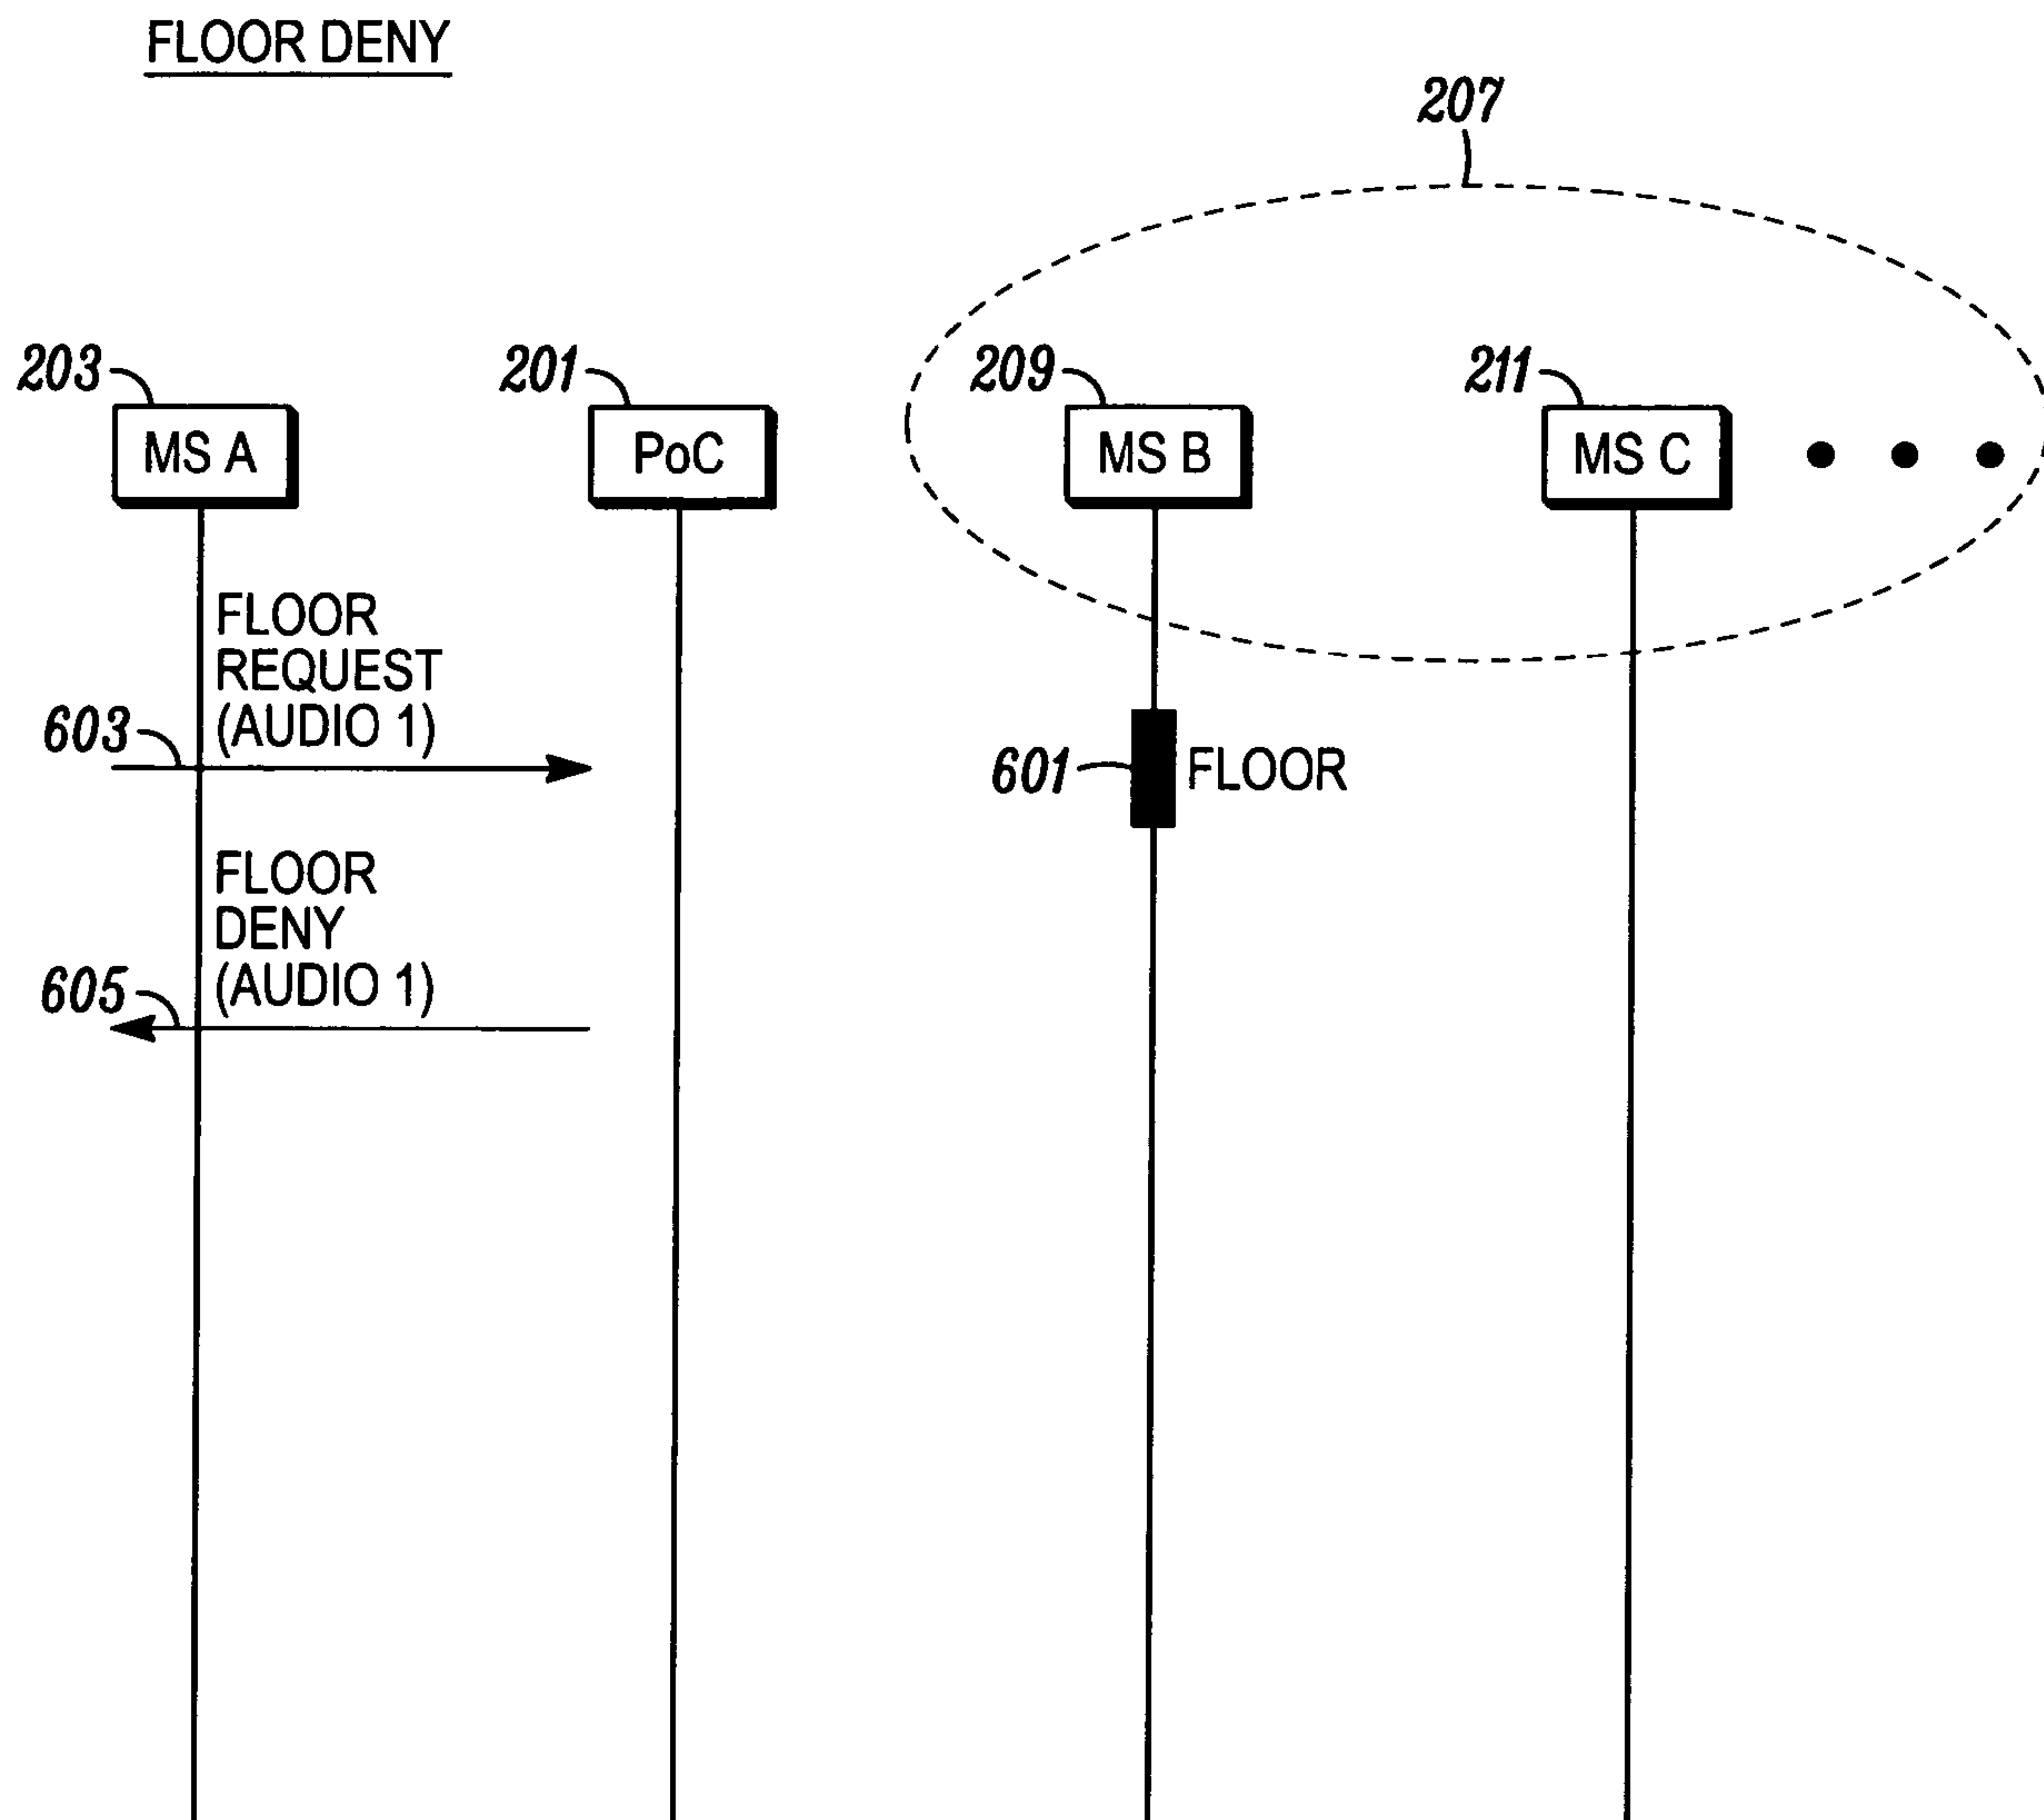 FLOOR DENY
207
203
201
209
211
MS A
PoC
MS B
MS C
FLOOR
REQUEST
(AUDIO 1)
603
601
FLOOR
FLOOR
DENY
(AUDIO 1)
605